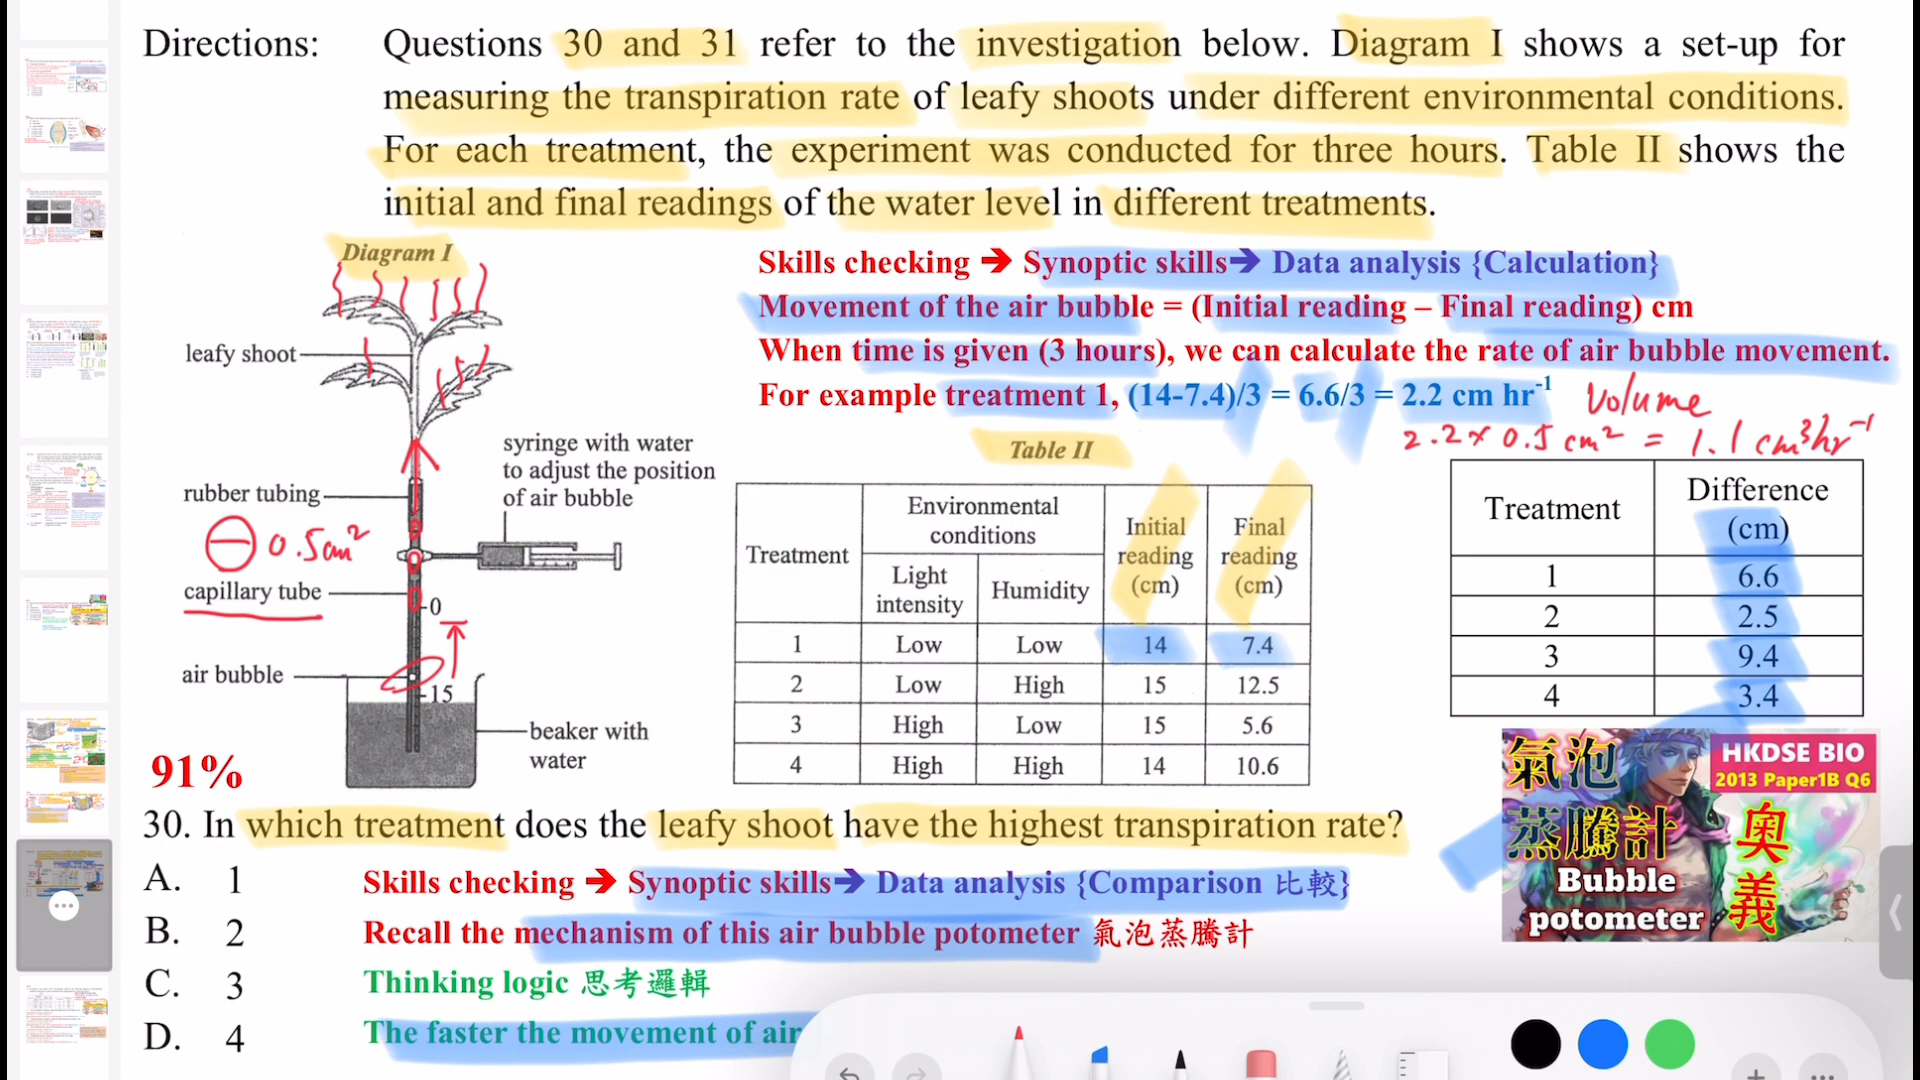 Directions: Questions 30 and 31 refer to the investigation below. Diagram I shows a set-up for
measuring the transpiration rate of leafy shoots under different environmental conditions.
For each treatment, the experiment was conducted for three hours. Table II shows the
initial and final readings of the water level in different treatments.
Diagram I
leafy shoot
rubber tubing
⊖ 0.5cm²
capillary tube
air bubble
syringe with water
to adjust the position
of air bubble
0
15
beaker with
water
Skills checking ➔ Synoptic skills➔ Data analysis {Calculation}
Movement of the air bubble = (Initial reading – Final reading) cm
When time is given (3 hours), we can calculate the rate of air bubble movement.
For example treatment 1, (14-7.4)/3 = 6.6/3 = 2.2 cm hr⁻¹
Volume
2.2 x 0.5 cm² = 1.1 cm³hr⁻¹
Table II
Treatment | Environmental conditions | Initial reading (cm) | Final reading (cm)
Light intensity | Humidity
1 | Low | Low | 14 | 7.4
2 | Low | High | 15 | 12.5
3 | High | Low | 15 | 5.6
4 | High | High | 14 | 10.6
Treatment | Difference (cm)
1 | 6.6
2 | 2.5
3 | 9.4
4 | 3.4
氣泡
蒸騰計
奧義
HKDSE BIO
2013 Paper1B Q6
Bubble
potometer
91%
30. In which treatment does the leafy shoot have the highest transpiration rate?
A. 1
B. 2
C. 3
D. 4
Skills checking ➔ Synoptic skills➔ Data analysis {Comparison 比較}
Recall the mechanism of this air bubble potometer 氣泡蒸騰計
Thinking logic 思考邏輯
The faster the movement of air